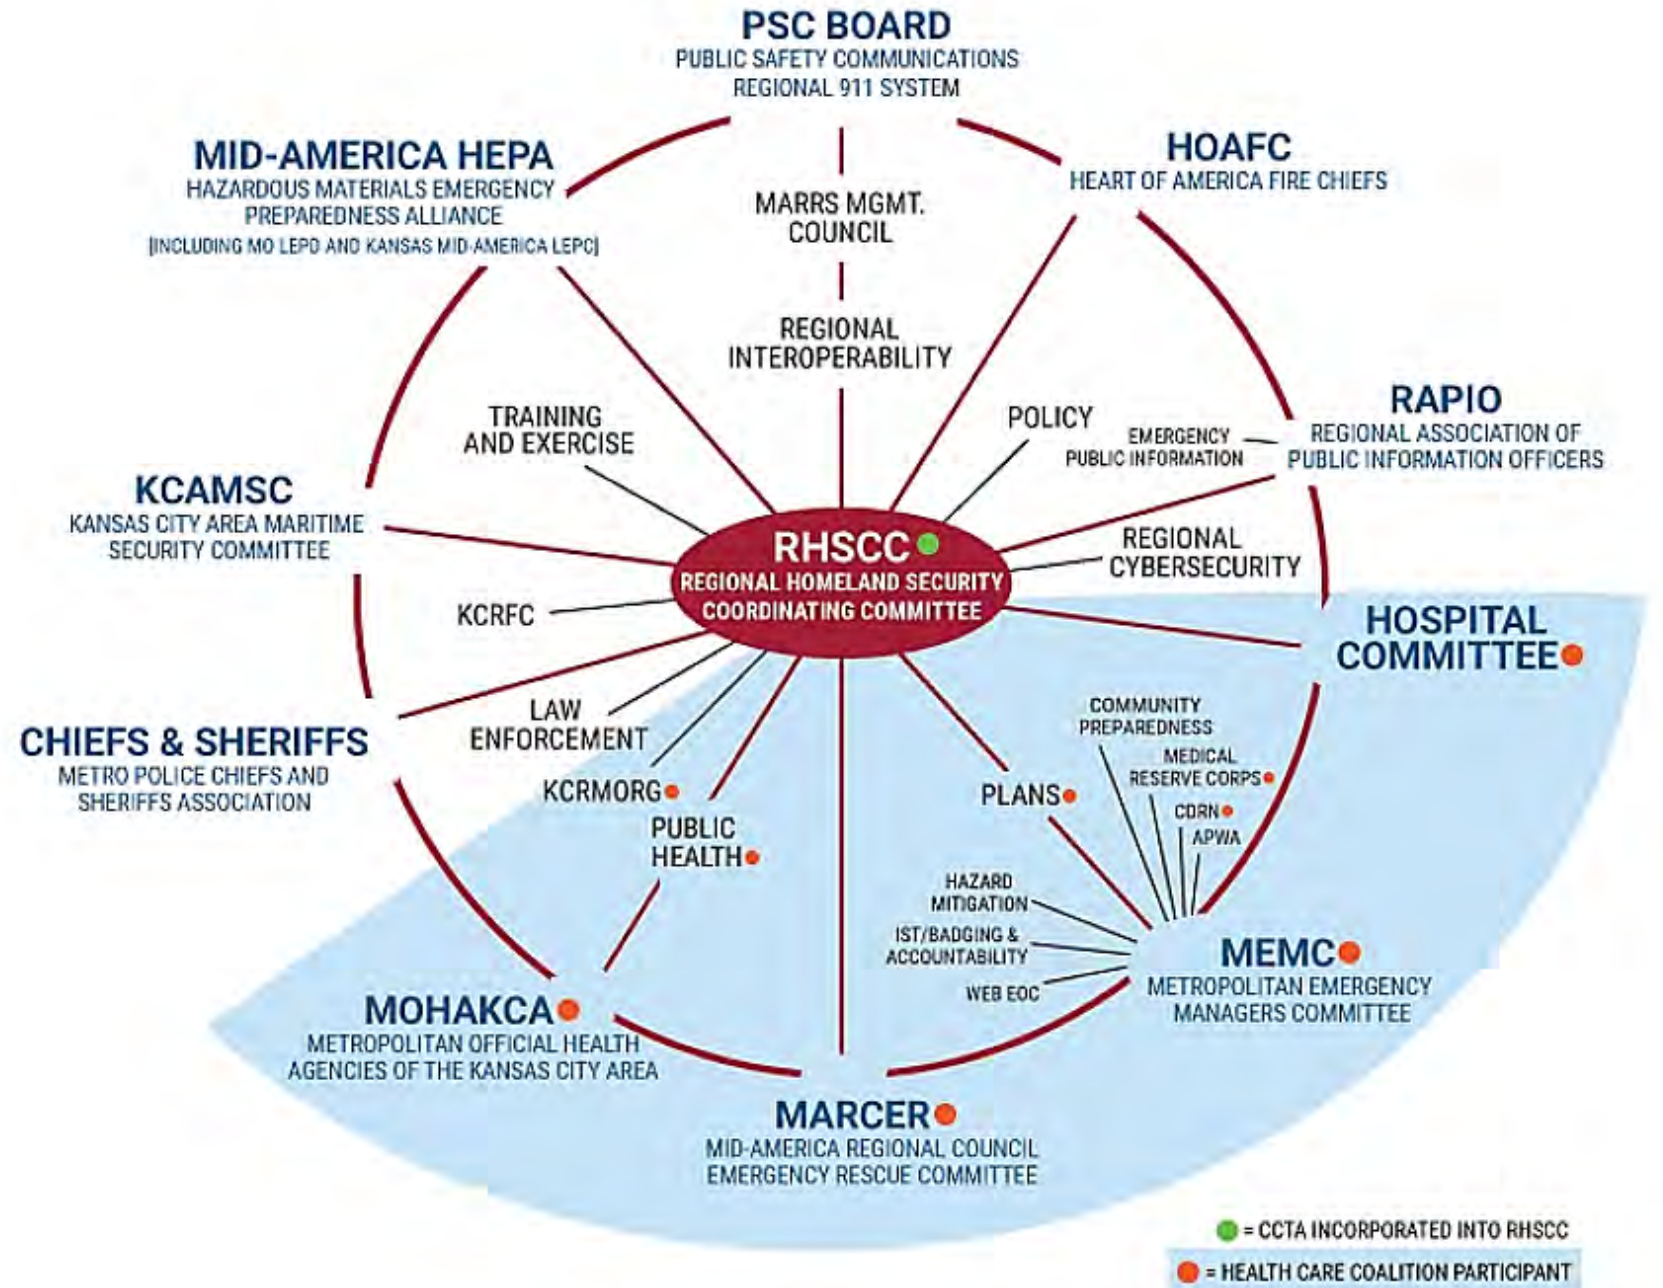 PSC BOARD
PUBLIC SAFETY COMMUNICATIONS
REGIONAL 911 SYSTEM
MID-AMERICA HEPA
HAZARDOUS MATERIALS EMERGENCY
PREPAREDNESS ALLIANCE
[INCLUDING MO LEPD AND KANSAS MID-AMERICA LEPC]
HOAFC
HEART OF AMERICA FIRE CHIEFS
MARRS MGMT.
COUNCIL
REGIONAL
INTEROPERABILITY
TRAINING
AND EXERCISE
POLICY
EMERGENCY
PUBLIC INFORMATION
RAPIO
REGIONAL ASSOCIATION OF
PUBLIC INFORMATION OFFICERS
KCAMSC
KANSAS CITY AREA MARITIME
SECURITY COMMITTEE
RHSCC
REGIONAL HOMELAND SECURITY
COORDINATING COMMITTEE
REGIONAL
CYBERSECURITY
KCRFC
HOSPITAL
COMMITTEE
CHIEFS & SHERIFFS
METRO POLICE CHIEFS AND
SHERIFFS ASSOCIATION
LAW
ENFORCEMENT
KCRMORG
PUBLIC
HEALTH
PLANS
COMMUNITY
PREPAREDNESS
MEDICAL
RESERVE CORPS
CORN
APWA
HAZARD
MITIGATION
IST/BADGING &
ACCOUNTABILITY
WEB EOC
MEMC
METROPOLITAN EMERGENCY
MANAGERS COMMITTEE
MOHAKCA
METROPOLITAN OFFICIAL HEALTH
AGENCIES OF THE KANSAS CITY AREA
MARCER
MID-AMERICA REGIONAL COUNCIL
EMERGENCY RESCUE COMMITTEE
= CCTA INCORPORATED INTO RHSCC
= HEALTH CARE COALITION PARTICIPANT